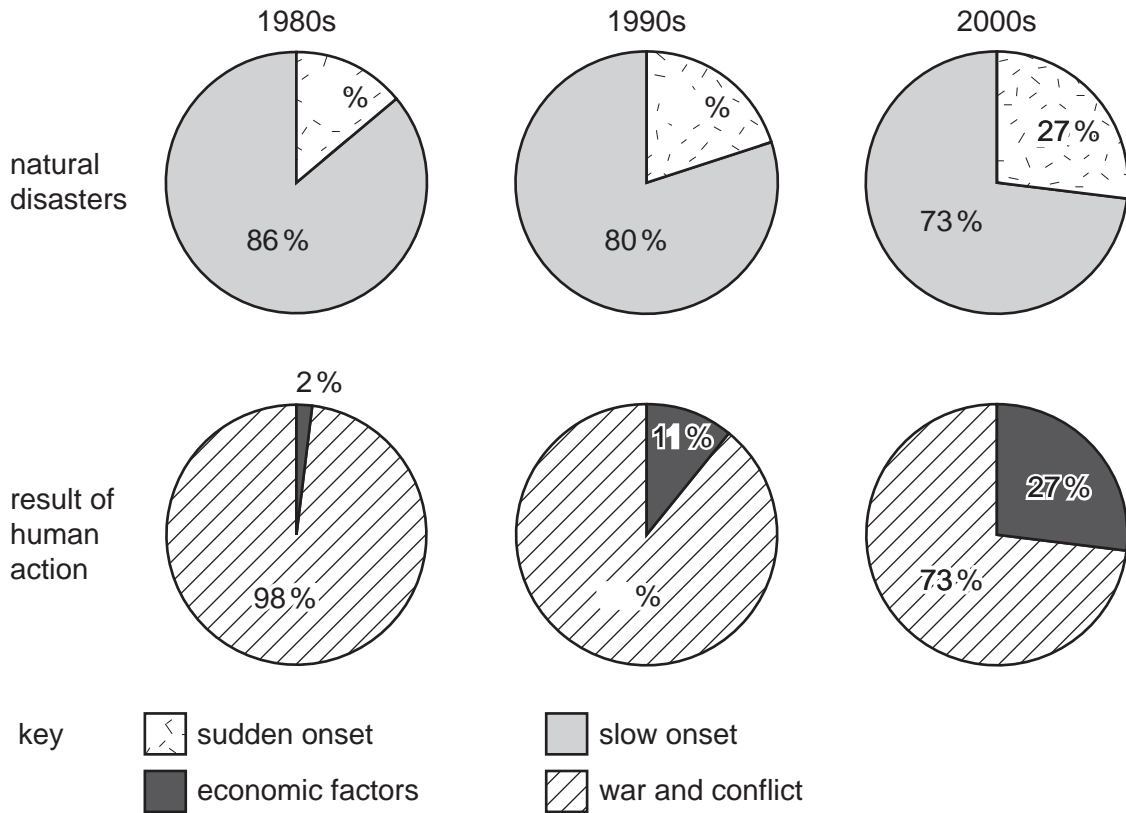 1980s
1990s
2000s
natural
disasters
%
86 %
%
80 %
27 %
73 %
result of
human
action
2 %
98 %
11 %
%
27 %
73 %
key
sudden onset
slow onset
economic factors
war and conflict